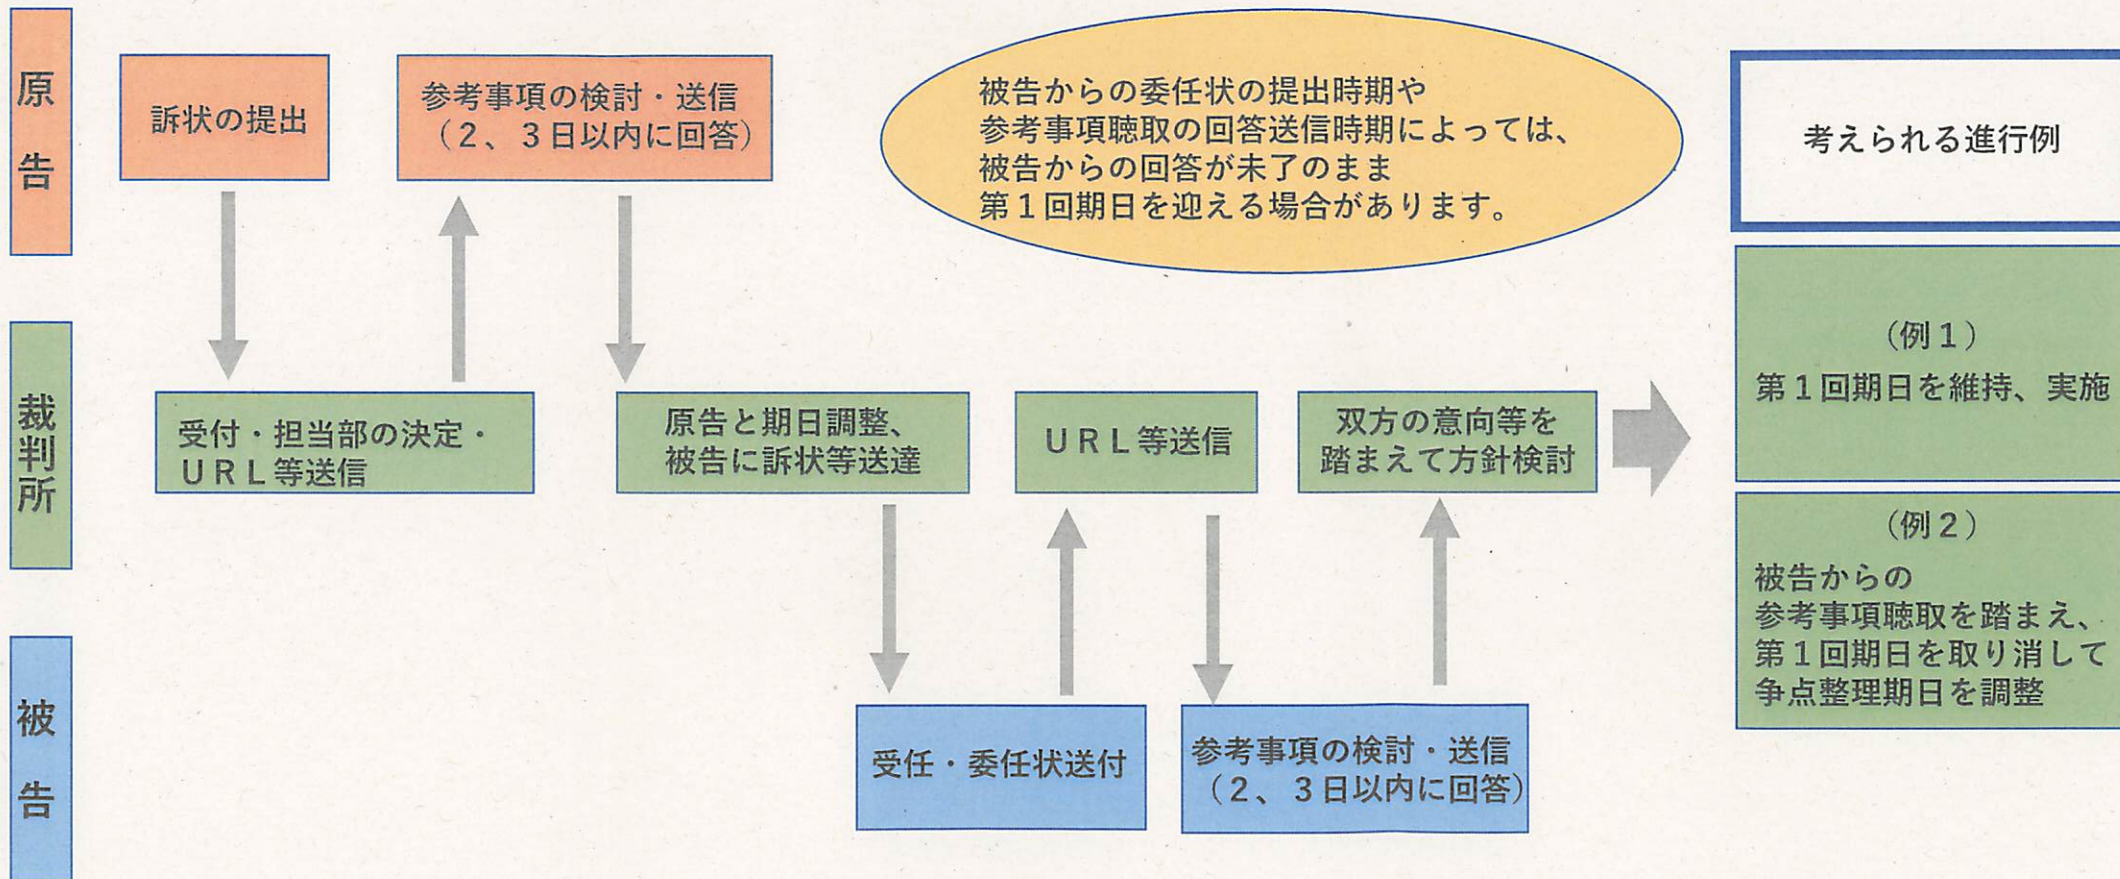 原告
訴状の提出
参考事項の検討・送信
（２、３日以内に回答）
被告からの委任状の提出時期や
参考事項聴取の回答送信時期によっては、
被告からの回答が未了のまま
第１回期日を迎える場合があります。
考えられる進行例
裁判所
受付・担当部の決定・
ＵＲＬ等送信
原告と期日調整、
被告に訴状等送達
ＵＲＬ等送信
双方の意向等を
踏まえて方針検討
（例１）
第１回期日を維持、実施
（例２）
被告からの
参考事項聴取を踏まえ、
第１回期日を取り消して
争点整理期日を調整
被告
受任・委任状送付
参考事項の検討・送信
（２、３日以内に回答）